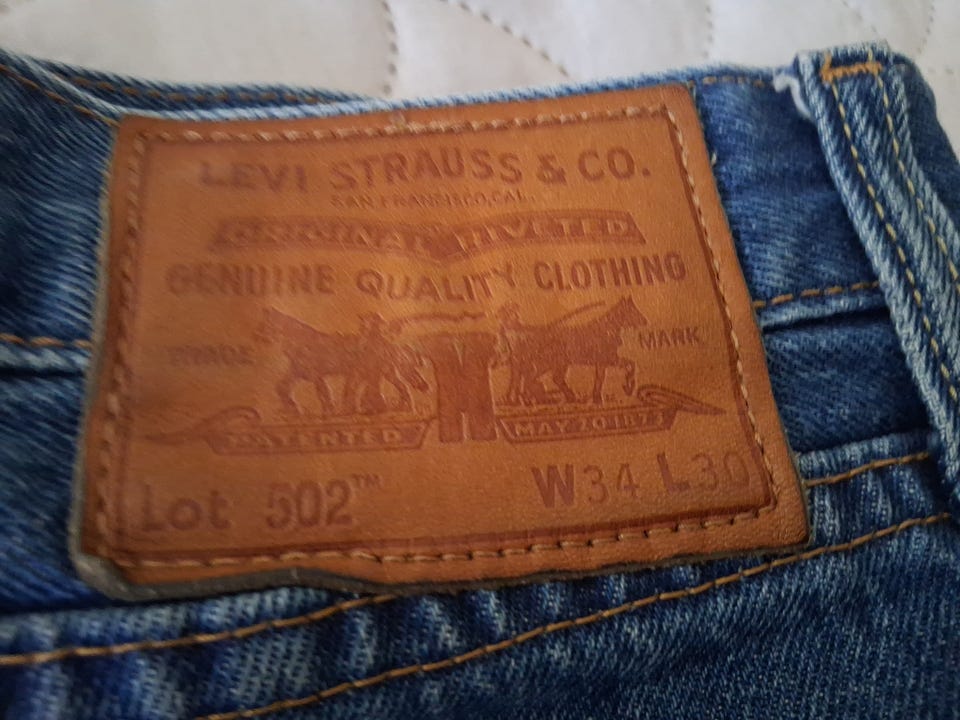 LEVI STRAUSS & CO.
SAN FRANCISCO, CAL.
ORIGINAL RIVETED
GENUINE QUALITY CLOTHING
TRADE MARK
PATENTED MAY 20 1873
Lot 502™ W34 L30